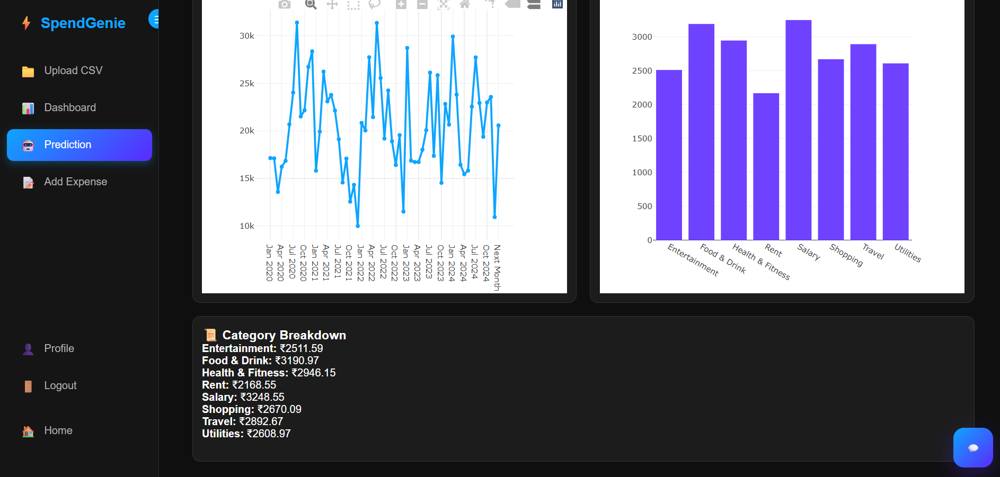 SpendGenie
Upload CSV
Dashboard
Prediction
Add Expense
Profile
Logout
Home
30k
25k
20k
15k
10k
Jan 2020
Apr 2020
Jul 2020
Oct 2020
Jan 2021
Apr 2021
Jul 2021
Oct 2021
Jan 2022
Apr 2022
Jul 2022
Oct 2022
Jan 2023
Apr 2023
Jul 2023
Oct 2023
Jan 2024
Apr 2024
Jul 2024
Oct 2024
Next Month
3000
2500
2000
1500
1000
500
0
Entertainment
Food & Drink
Health & Fitness
Rent
Salary
Shopping
Travel
Utilities
Category Breakdown
Entertainment: ₹2511.59
Food & Drink: ₹3190.97
Health & Fitness: ₹2946.15
Rent: ₹2168.55
Salary: ₹3248.55
Shopping: ₹2670.09
Travel: ₹2892.67
Utilities: ₹2608.97